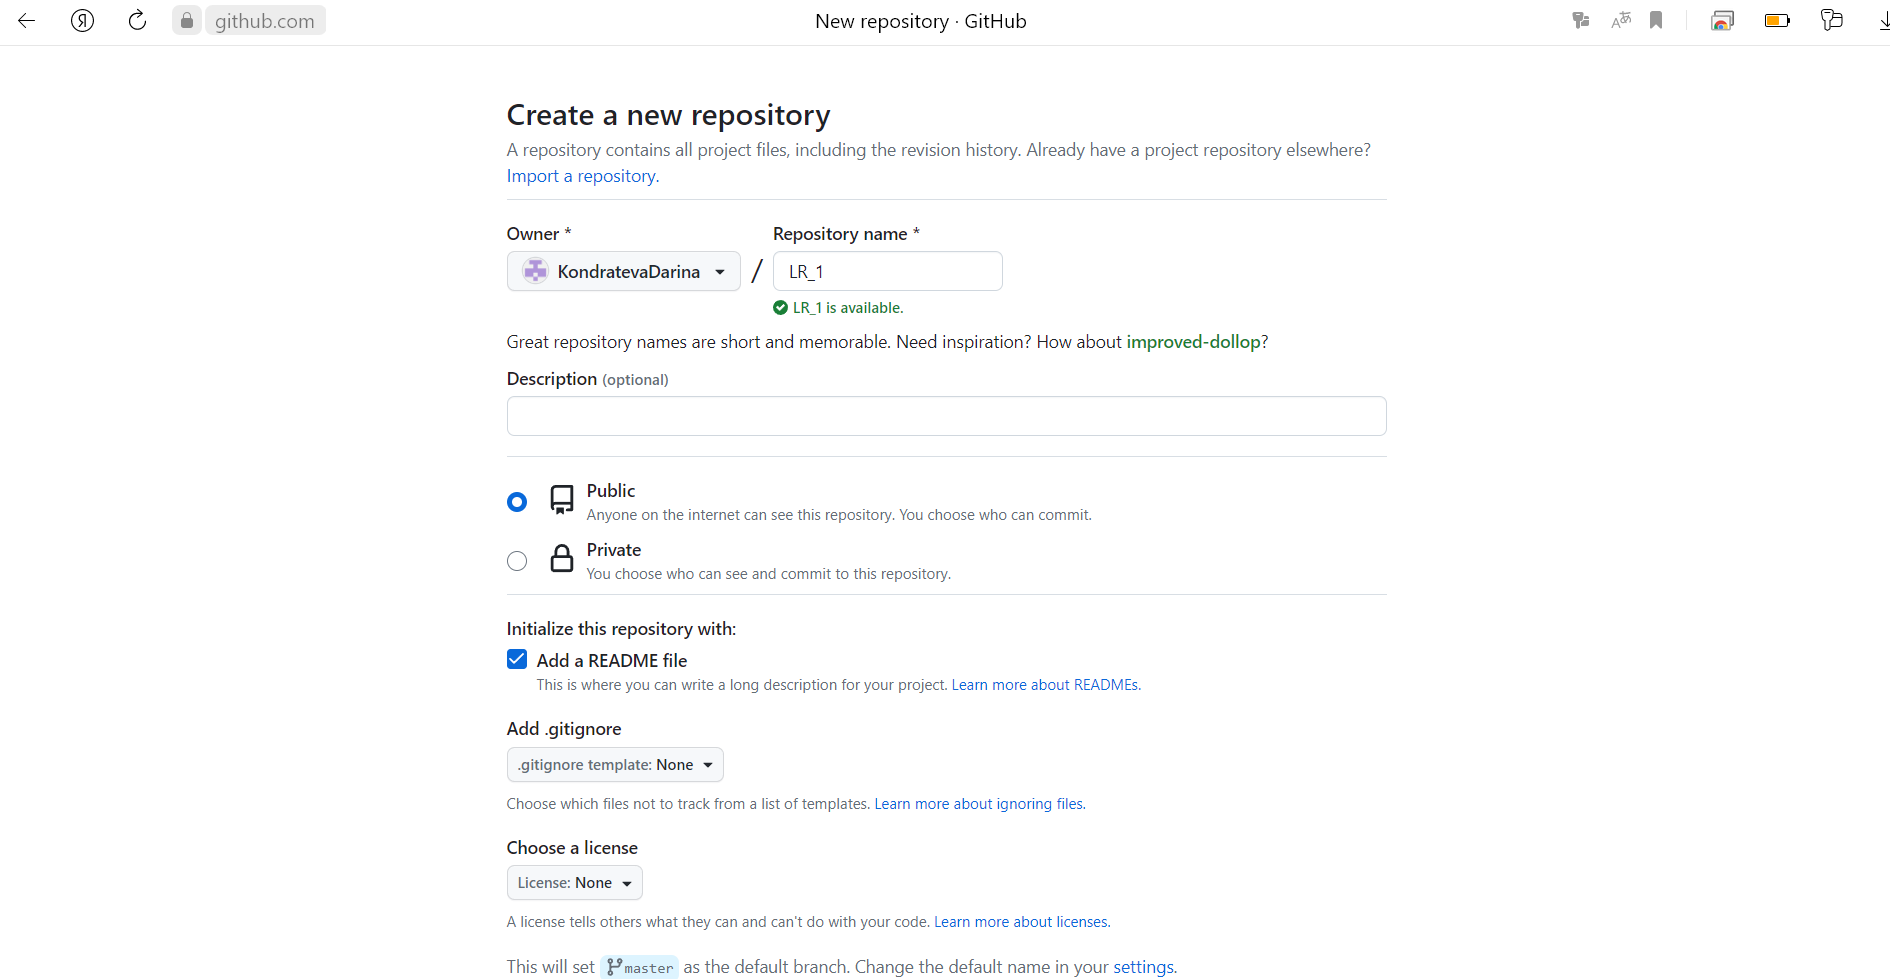 Я
github.com
New repository · GitHub
Create a new repository
A repository contains all project files, including the revision history. Already have a project repository elsewhere?
Import a repository.
Owner *
Repository name *
KondratevaDarina
/
LR_1
LR_1 is available.
Great repository names are short and memorable. Need inspiration? How about improved-dollop?
Description (optional)
Public
Anyone on the internet can see this repository. You choose who can commit.
Private
You choose who can see and commit to this repository.
Initialize this repository with:
Add a README file
This is where you can write a long description for your project. Learn more about READMEs.
Add .gitignore
.gitignore template: None
Choose which files not to track from a list of templates. Learn more about ignoring files.
Choose a license
License: None
A license tells others what they can and can't do with your code. Learn more about licenses.
This will set master as the default branch. Change the default name in your settings.